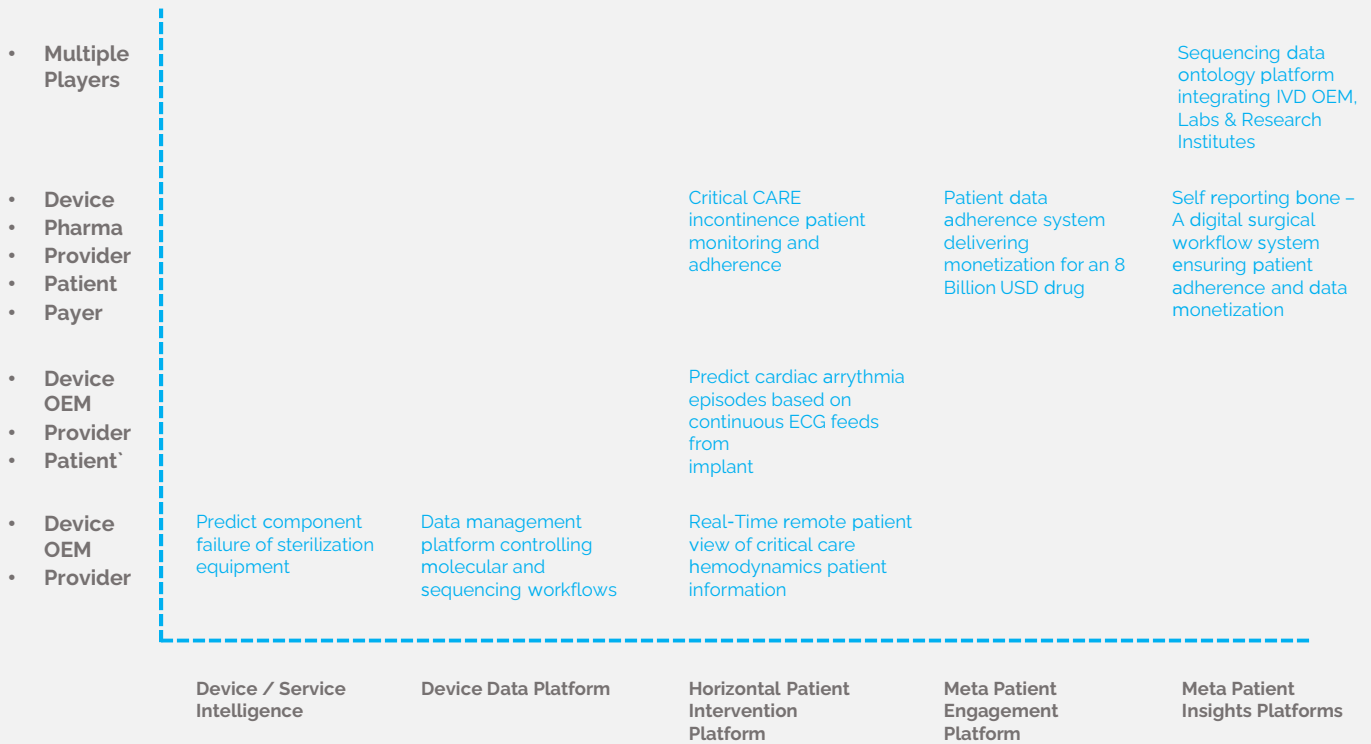 • Multiple
Players
Sequencing data
ontology platform
integrating IVD OEM,
Labs & Research
Institutes
• Device
• Pharma
• Provider
• Patient
• Payer
Critical CARE
incontinence patient
monitoring and
adherence
Patient data
adherence system
delivering
monetization for an 8
Billion USD drug
Self reporting bone –
A digital surgical
workflow system
ensuring patient
adherence and data
monetization
• Device
OEM
• Provider
• Patient`
Predict cardiac arrythmia
episodes based on
continuous ECG feeds
from
implant
• Device
OEM
• Provider
Predict component
failure of sterilization
equipment
Data management
platform controlling
molecular and
sequencing workflows
Real-Time remote patient
view of critical care
hemodynamics patient
information
Device / Service
Intelligence
Device Data Platform
Horizontal Patient
Intervention
Platform
Meta Patient
Engagement
Platform
Meta Patient
Insights Platforms